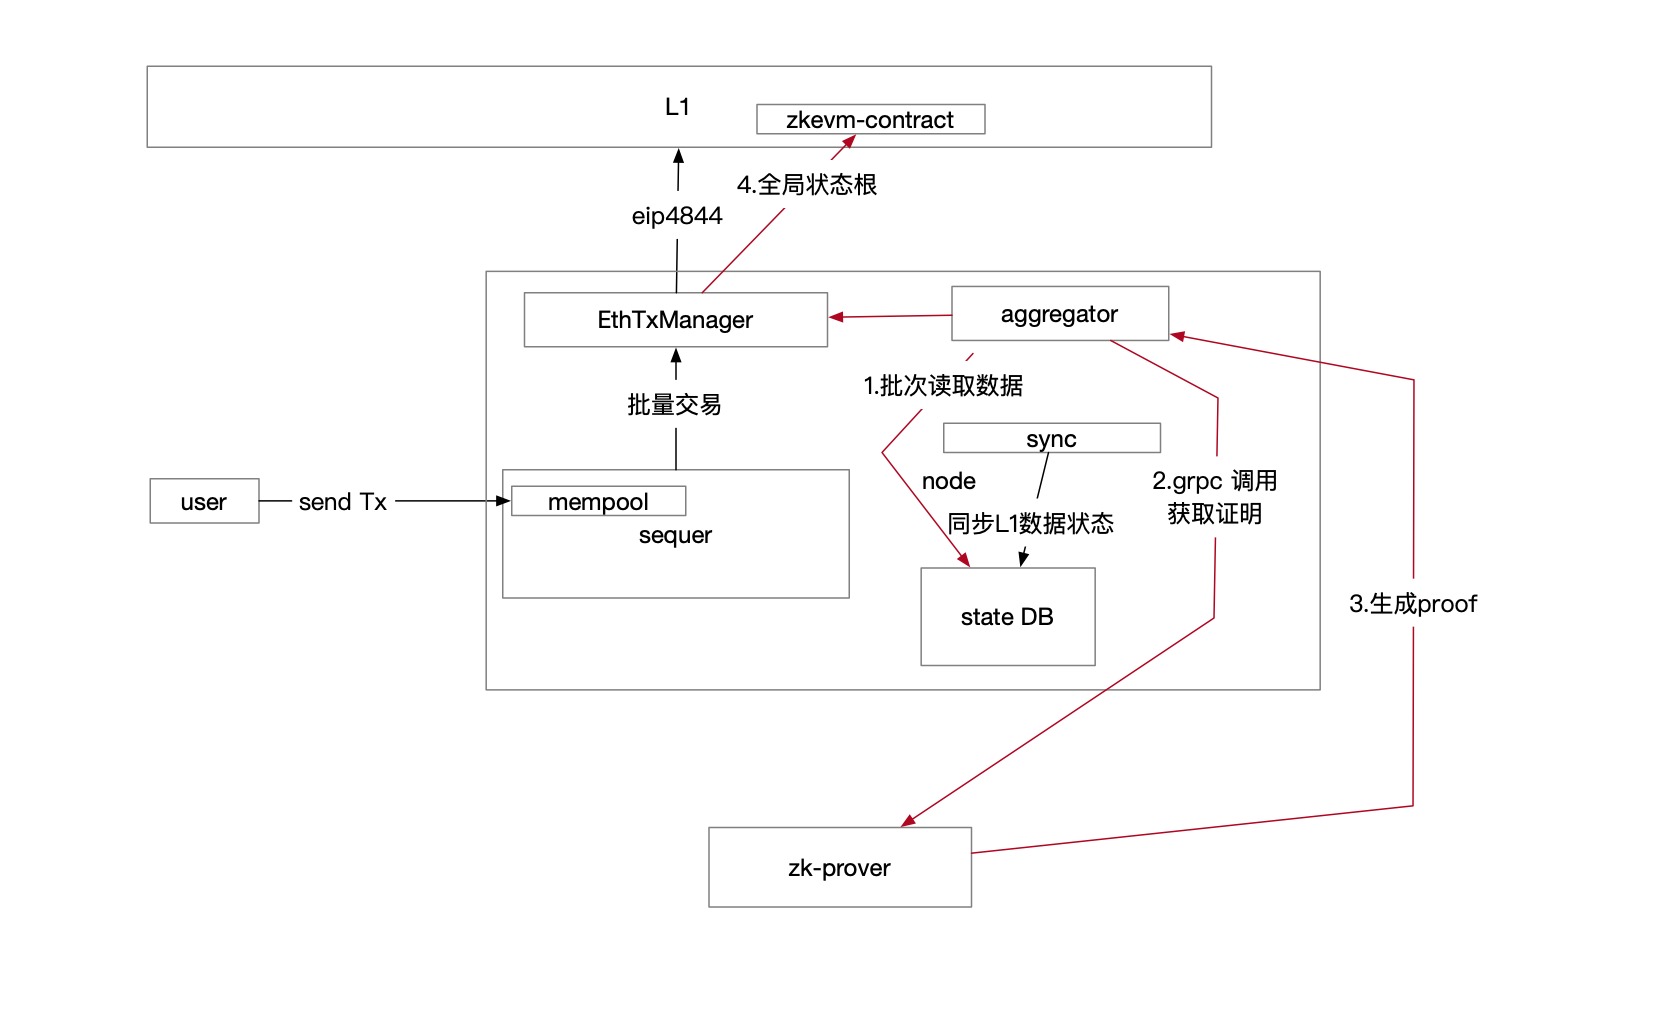 L1
zkevm-contract
4.全局状态根
eip4844
EthTxManager
aggregator
1.批次读取数据
批量交易
sync
node
2.grpc 调用
获取证明
user
send Tx
mempool
sequer
同步L1数据状态
state DB
3.生成proof
zk-prover